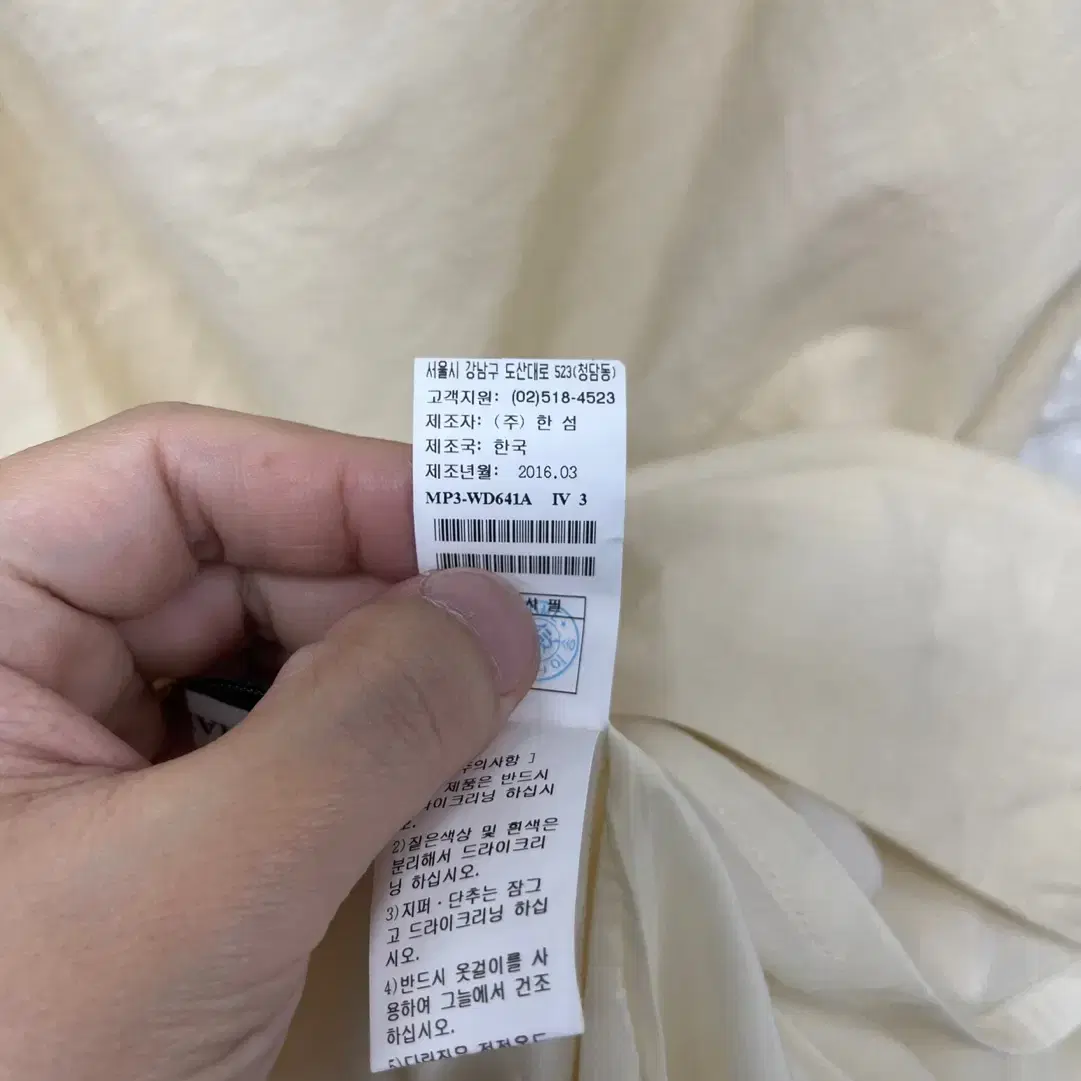 서울시 강남구 도산대로 523(청담동)
고객지원: (02)518-4523
제조자: (주) 한 섬
제조국: 한국
제조년월: 2016.03
MP3-WD641A IV 3
필
주의사항 ]
제품은 반드시
드라이크리닝 하십시
오.
2)짙은색상 및 흰색은
분리해서 드라이크리
닝 하십시오.
3)지퍼·단추는 잠그
고 드라이크리닝 하십
시오.
4)반드시 옷걸이를 사
용하여 그늘에서 건조
하십시오.